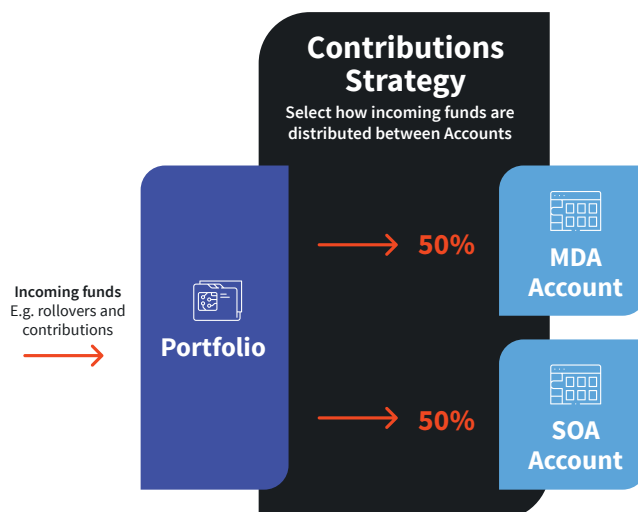 Contributions
Strategy
Select how incoming funds are
distributed between Accounts
Incoming funds
E.g. rollovers and
contributions
Portfolio
50%
MDA
Account
50%
SOA
Account